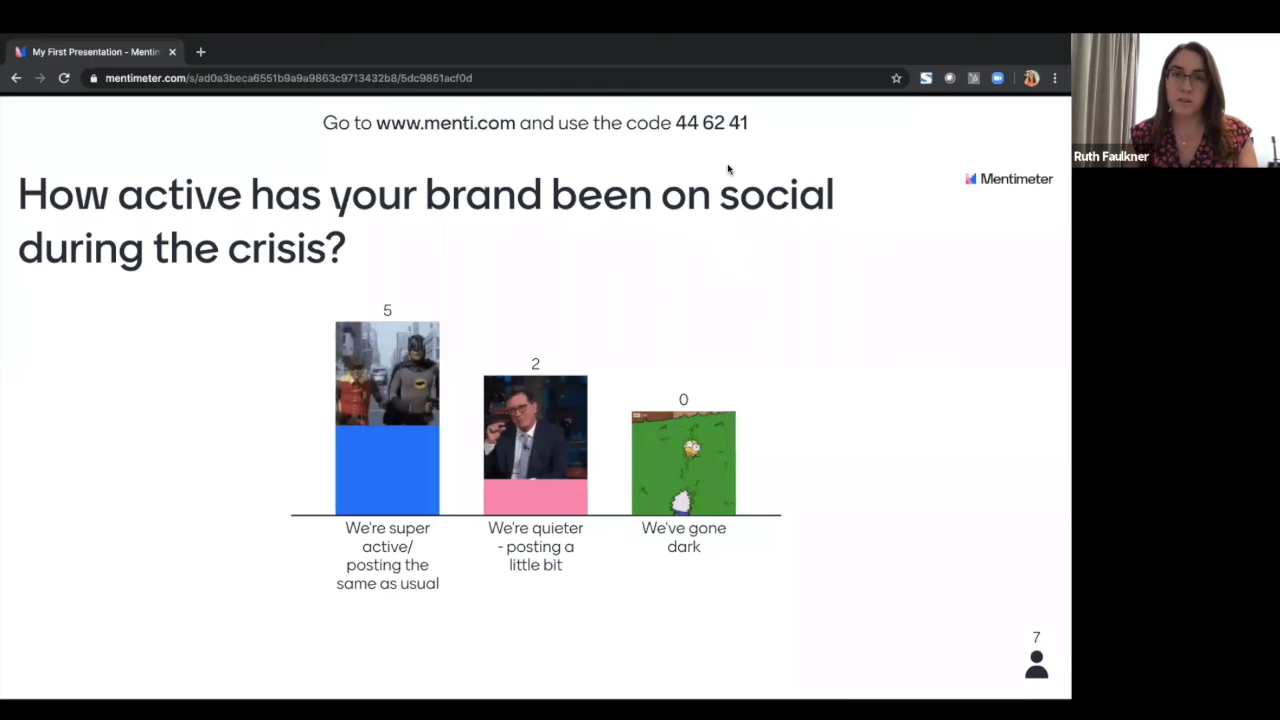 My First Presentation - Mentin
mentimeter.com/s/ad0a3beca6551b9a9a9863c9713432b8/5dc9851acf0d
Go to www.menti.com and use the code 44 62 41
Ruth Faulkner
Mentimeter
How active has your brand been on social
during the crisis?
5
2
0
We're super
active/
posting the
same as usual
We're quieter
- posting a
little bit
We've gone
dark
7